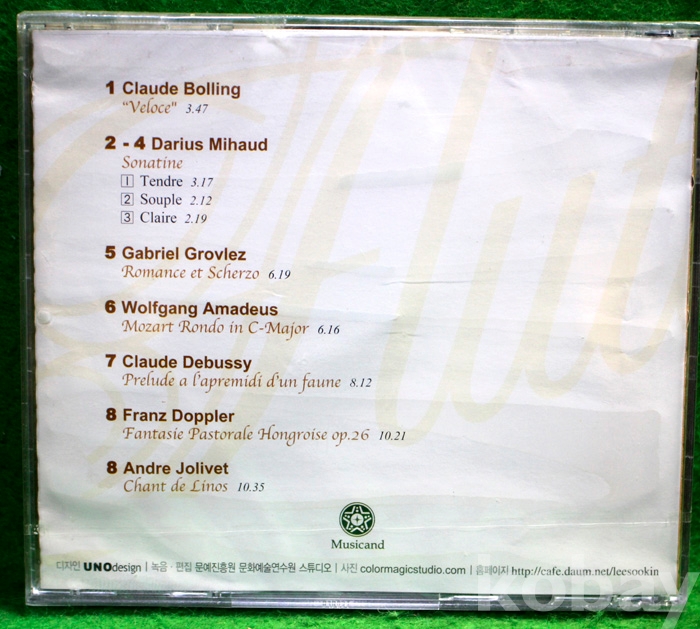 1 Claude Bolling
"Veloce" 3.47
2 - 4 Darius Mihaud
Sonatine
1 Tendre 3.17
2 Souple 2.12
3 Claire 2.19
5 Gabriel Grovlez
Romance et Scherzo 6.19
6 Wolfgang Amadeus
Mozart Rondo in C-Major 6.16
7 Claude Debussy
Prelude a l'apremidi d'un faune 8.12
8 Franz Doppler
Fantasie Pastorale Hongroise op.26 10.21
8 Andre Jolivet
Chant de Linos 10.35
Musicand
디자인 UNOdesign | 녹음 · 편집 문예진흥원 문화예술연수원 스튜디오 | 사진 colormagicstudio.com | 홈페이지 http://cafe.daum.net/leesookin
kobay